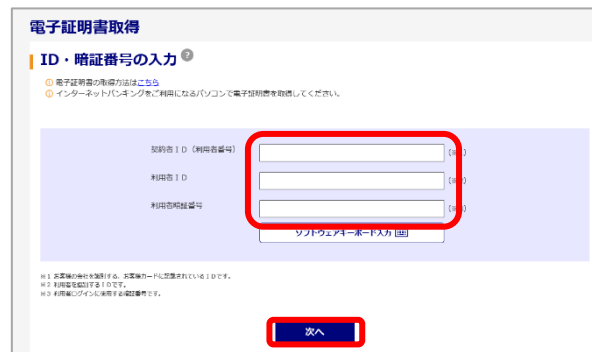 電子証明書取得
ID・暗証番号の入力 ?
電子証明書の取得方法はこちら
インターネットバンキングをご利用になるパソコンで電子証明書を取得してください。
契約者ID（利用者番号）
利用者ID
利用者暗証番号
ソフトウェアキーボード入力
※1 お客様の会社を識別する、お客様カードに記載されているIDです。
※2 利用者を識別するIDです。
※3 利用者ログインに使用する暗証番号です。
次へ